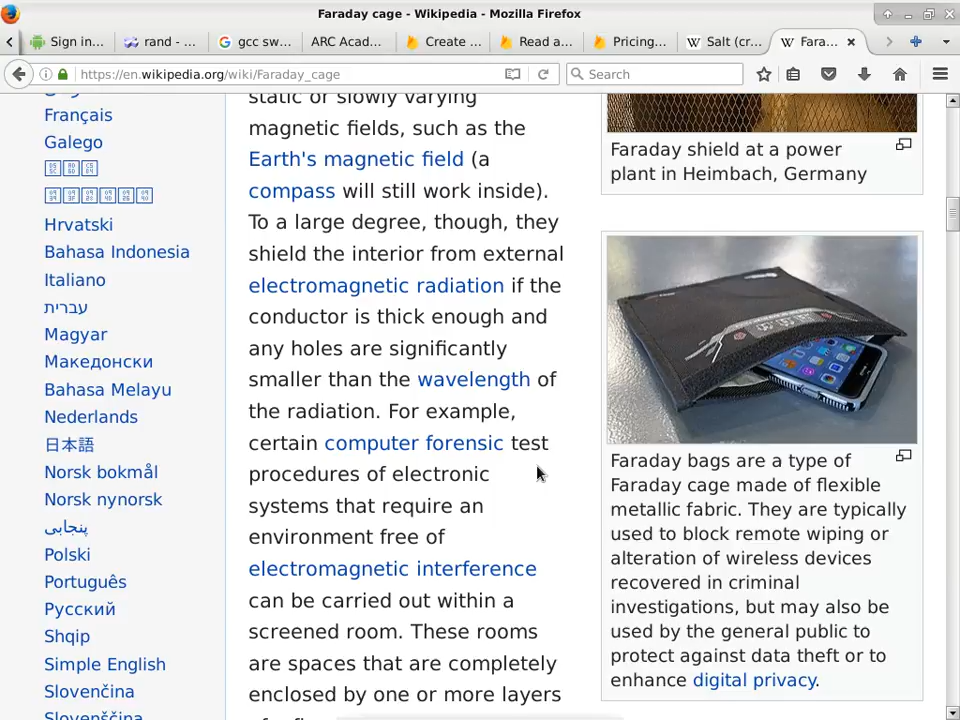 Faraday cage - Wikipedia - Mozilla Firefox
Sign in...
rand - ...
gcc sw...
ARC Acad...
Create ...
Read a...
Pricing...
Salt (cr...
Fara...
https://en.wikipedia.org/wiki/Faraday_cage
Search
Français
Galego
Hrvatski
Bahasa Indonesia
Italiano
עברית
Magyar
Македонски
Bahasa Melayu
Nederlands
日本語
Norsk bokmål
Norsk nynorsk
پنجابی
Polski
Português
Русский
Shqip
Simple English
Slovenčina
Slovenščina
static or slowly varying
magnetic fields, such as the
Earth's magnetic field (a
compass will still work inside).
To a large degree, though, they
shield the interior from external
electromagnetic radiation if the
conductor is thick enough and
any holes are significantly
smaller than the wavelength of
the radiation. For example,
certain computer forensic test
procedures of electronic
systems that require an
environment free of
electromagnetic interference
can be carried out within a
screened room. These rooms
are spaces that are completely
enclosed by one or more layers
Faraday shield at a power
plant in Heimbach, Germany
Faraday bags are a type of
Faraday cage made of flexible
metallic fabric. They are typically
used to block remote wiping or
alteration of wireless devices
recovered in criminal
investigations, but may also be
used by the general public to
protect against data theft or to
enhance digital privacy.